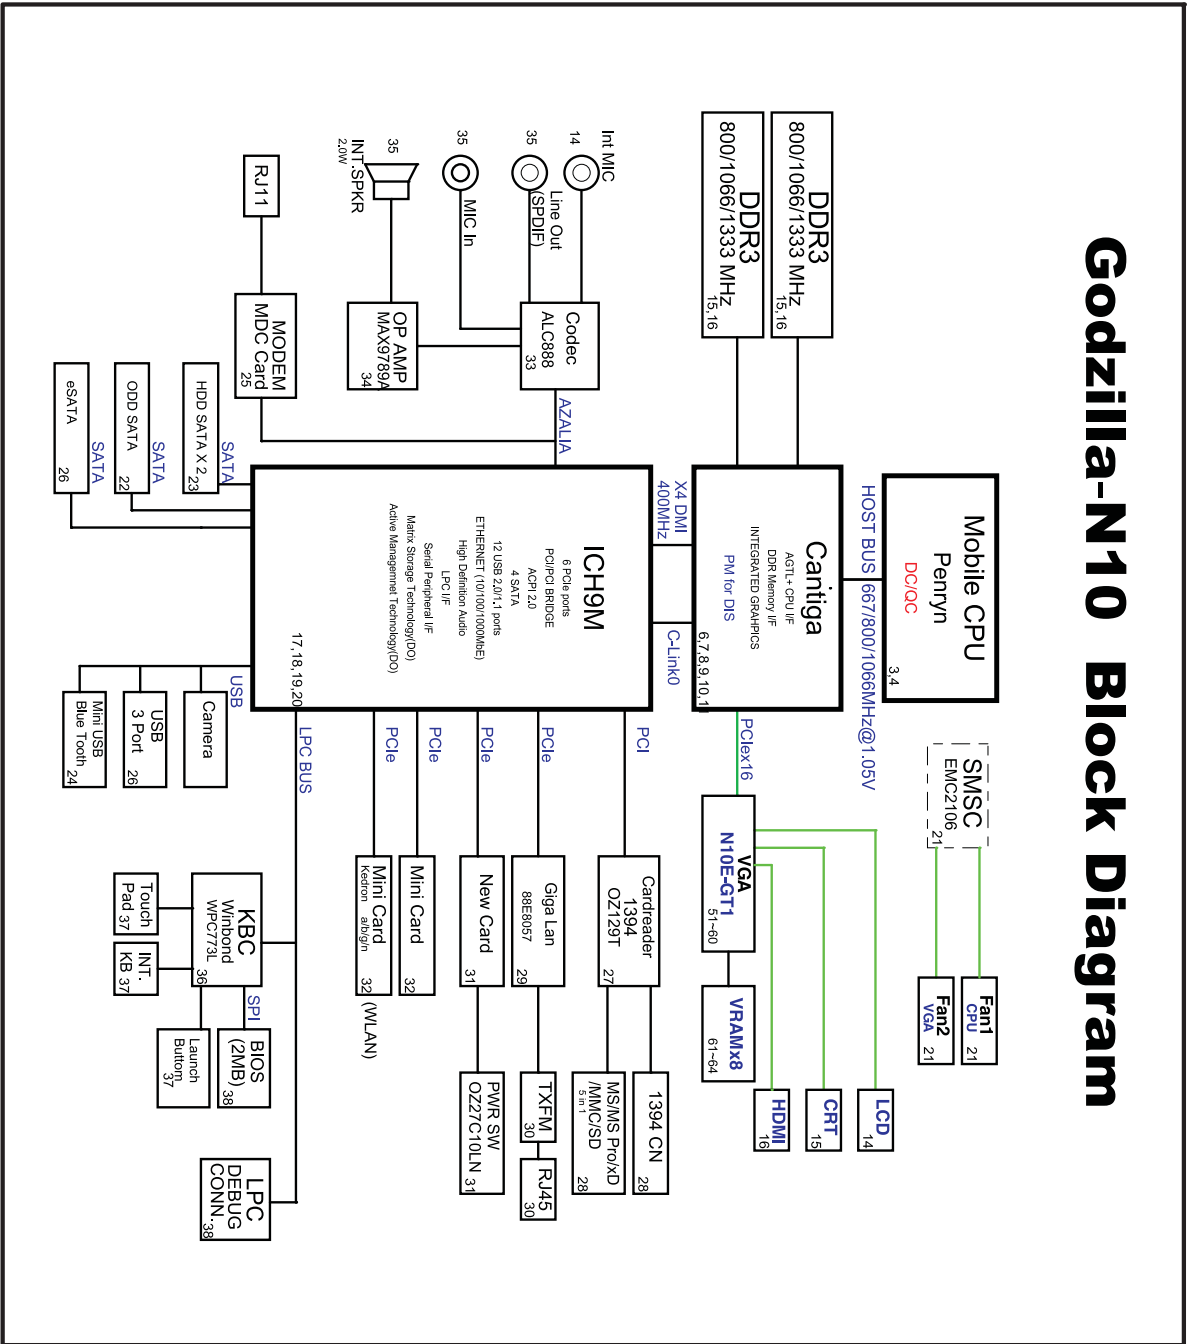 Godzilla-N10 Block Diagram
Mobile CPU
Penryn
DC/QC
3,4
SMSC
EMC2106
21
Fan1
CPU
21
Fan2
VGA
21
HOST BUS 667/800/1066MHz@1.05V
DDR3
800/1066/1333 MHz
15,16
DDR3
800/1066/1333 MHz
15,16
Cantiga
AGTL+ CPU I/F
DDR Memory I/F
INTEGRATED GRAHPICS
PM for DIS
6,7,8,9,10,11
PCIex16
VGA
N10E-GT1
51~60
VRAMx8
61~64
LCD
14
CRT
15
HDMI
16
X4 DMI
400MHz
C-Link0
Int MIC
14
Line Out
(SPDIF)
35
MIC In
35
INT.SPKR
2.0W
35
Codec
ALC888
33
OP AMP
MAX9789A
34
AZALIA
RJ11
MODEM
MDC Card
25
HDD SATA X 2
23
SATA
ODD SATA
22
SATA
eSATA
26
SATA
ICH9M
6 PCIe ports
PCI/PCI BRIDGE
ACPI 2.0
4 SATA
12 USB 2.0/1.1 ports
ETHERNET (10/100/1000MbE)
High Definition Audio
LPC I/F
Serial Peripheral I/F
Matrix Storage Technology(DO)
Active Managemnet Technology(DO)
17,18,19,20
PCI
Cardreader
1394
OZ129T
27
1394 CN
28
MS/MS Pro/xD
/MMC/SD
5 in 1
28
PCIe
Giga Lan
88E8057
29
TXFM
30
RJ45
30
PCIe
New Card
31
PWR SW
OZ27C10LN
31
PCIe
Mini Card
32
PCIe
Mini Card
Kedron a/b/g/n
32
(WLAN)
LPC BUS
USB
Camera
USB
3 Port
26
Mini USB
Blue Tooth
24
KBC
Winbond
WPC773L
36
Touch
Pad 37
INT.
KB 37
SPI
BIOS
(2MB)
38
Launch
Buttom
37
LPC
DEBUG
CONN.
38